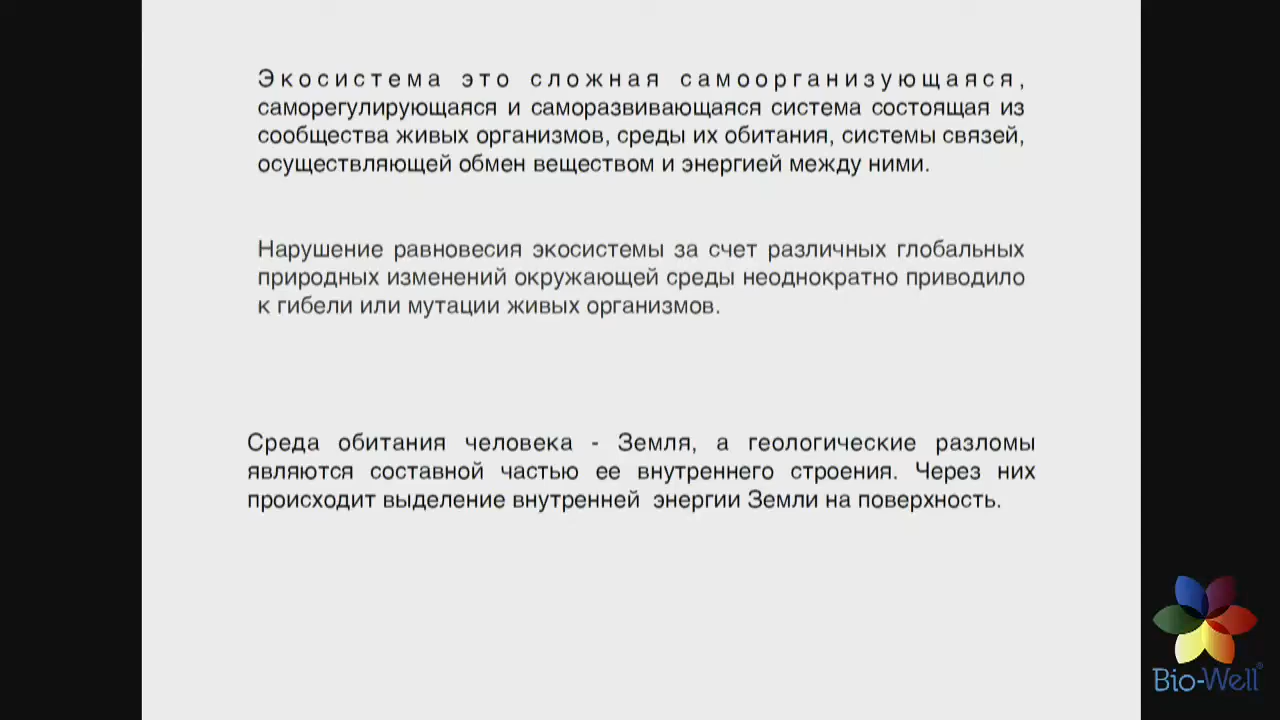 Экосистема это сложная самоорганизующаяся,
саморегулирующаяся и саморазвивающаяся система состоящая из
сообщества живых организмов, среды их обитания, системы связей,
осуществляющей обмен веществом и энергией между ними.
Нарушение равновесия экосистемы за счет различных глобальных
природных изменений окружающей среды неоднократно приводило
к гибели или мутации живых организмов.
Среда обитания человека - Земля, а геологические разломы
являются составной частью ее внутреннего строения. Через них
происходит выделение внутренней энергии Земли на поверхность.
Bio-Well®